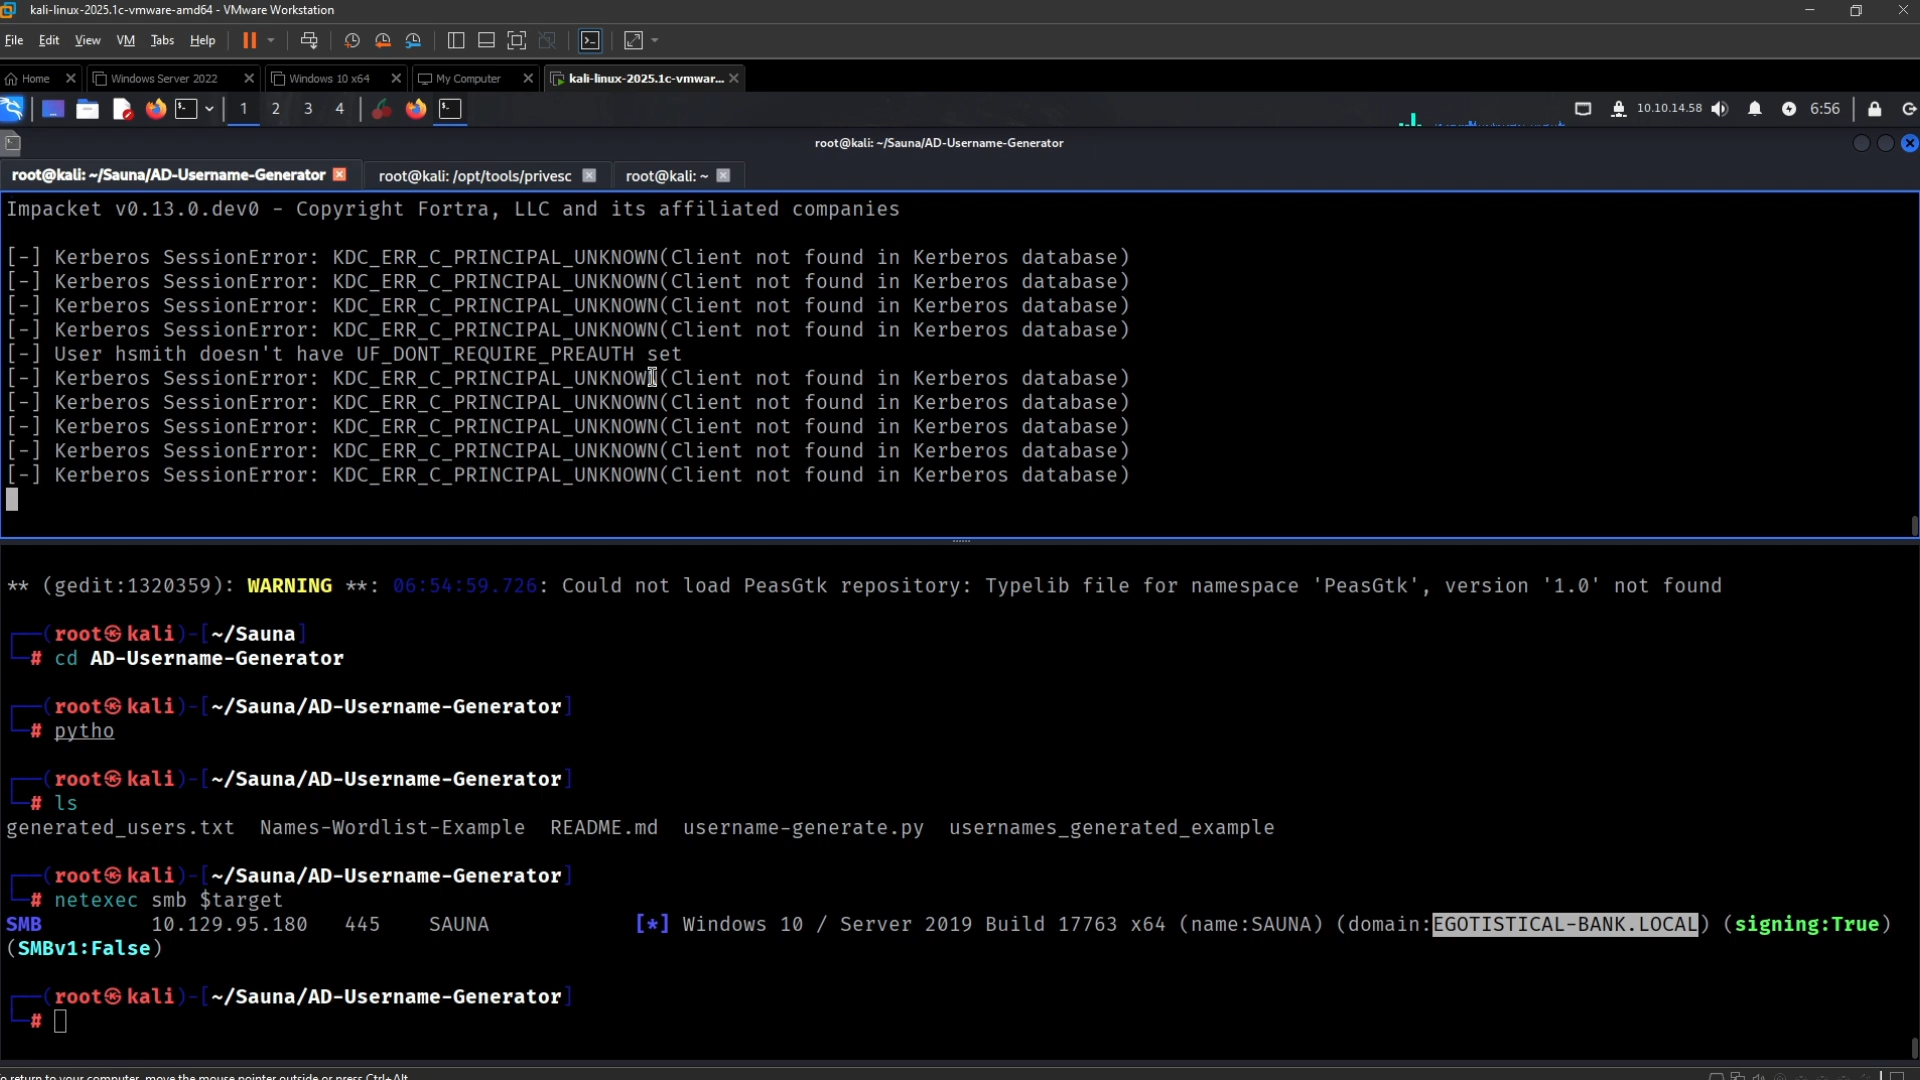 kali-linux-2025.1c-vmware-amd64 - VMware Workstation
File Edit View VM Tabs Help
Home Windows Server 2022 Windows 10 x64 My Computer kali-linux-2025.1c-vmwar...
1 2 3 4 10.10.14.58 6:56
root@kali: ~/Sauna/AD-Username-Generator
root@kali: ~/Sauna/AD-Username-Generator root@kali: /opt/tools/privesc root@kali: ~
Impacket v0.13.0.dev0 - Copyright Fortra, LLC and its affiliated companies
[-] Kerberos SessionError: KDC_ERR_C_PRINCIPAL_UNKNOWN(Client not found in Kerberos database)
[-] Kerberos SessionError: KDC_ERR_C_PRINCIPAL_UNKNOWN(Client not found in Kerberos database)
[-] Kerberos SessionError: KDC_ERR_C_PRINCIPAL_UNKNOWN(Client not found in Kerberos database)
[-] Kerberos SessionError: KDC_ERR_C_PRINCIPAL_UNKNOWN(Client not found in Kerberos database)
[-] User hsmith doesn't have UF_DONT_REQUIRE_PREAUTH set
[-] Kerberos SessionError: KDC_ERR_C_PRINCIPAL_UNKNOWN(Client not found in Kerberos database)
[-] Kerberos SessionError: KDC_ERR_C_PRINCIPAL_UNKNOWN(Client not found in Kerberos database)
[-] Kerberos SessionError: KDC_ERR_C_PRINCIPAL_UNKNOWN(Client not found in Kerberos database)
[-] Kerberos SessionError: KDC_ERR_C_PRINCIPAL_UNKNOWN(Client not found in Kerberos database)
[-] Kerberos SessionError: KDC_ERR_C_PRINCIPAL_UNKNOWN(Client not found in Kerberos database)
** (gedit:1320359): WARNING **: 06:54:59.726: Could not load PeasGtk repository: Typelib file for namespace 'PeasGtk', version '1.0' not found
┌──(root㉿kali)-[~/Sauna]
└─# cd AD-Username-Generator
┌──(root㉿kali)-[~/Sauna/AD-Username-Generator]
└─# pytho
┌──(root㉿kali)-[~/Sauna/AD-Username-Generator]
└─# ls
generated_users.txt Names-Wordlist-Example README.md username-generate.py usernames_generated_example
┌──(root㉿kali)-[~/Sauna/AD-Username-Generator]
└─# netexec smb $target
SMB 10.129.95.180 445 SAUNA [*] Windows 10 / Server 2019 Build 17763 x64 (name:SAUNA) (domain:EGOTISTICAL-BANK.LOCAL) (signing:True)
(SMBv1:False)
┌──(root㉿kali)-[~/Sauna/AD-Username-Generator]
└─#
o return to your computer, move the mouse pointer outside or press Ctrl+Alt.